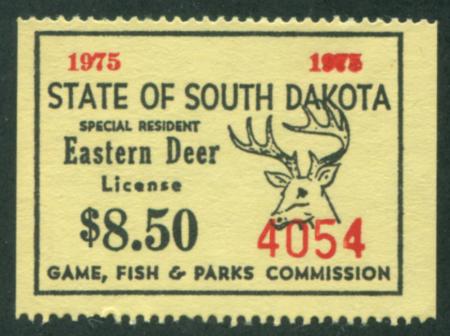 1975 1975
STATE OF SOUTH DAKOTA
SPECIAL RESIDENT
Eastern Deer
License
$8.50
4054
GAME, FISH & PARKS COMMISSION